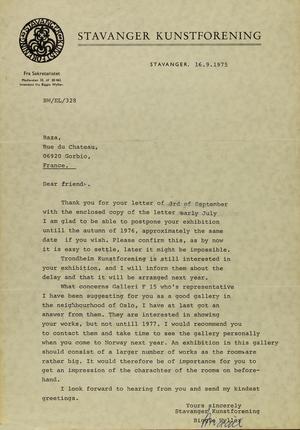 STAVANGER KUNSTFORENING
STAVANGER, 16.9.1975
Fra Sekretariatet
BW/EL/328
Raza,
Rue du Chateau,
06920 Gorbio,
France.
Dear friend.
Thank you for your letter of 3rd of September
with the enclosed copy of the letter early July
I am glad to be able to postpone your exhibition
untill the autumn of 1976, approximately the same
date if you wish. Please confirm this, as by now
it is easy to settle, later it might be impossible.
Trondheim Kunstforening is still interested in
your exhibition, and I will inform them about the
delay and that it will be arranged next year.
What concerns Galleri F 15's representative
I have been suggesting for you as a good gallery in
the neighbourhood of Oslo, I have at last got an
answer from them. They are interested in showing
your works, but not until 1977. I would recommend you
to contact them and take time to see the gallery personally
when you come to Norway next year. An exhibition in this gallery
should consist of a larger number of works as the rooms are
rather big. It would therefore be of importance for you to
get an impression of the charachter of the rooms on before-
hand.
I look forward to hearing from you and send my kindest
greetings.
Yours sincerely
Stavanger Kunstforening